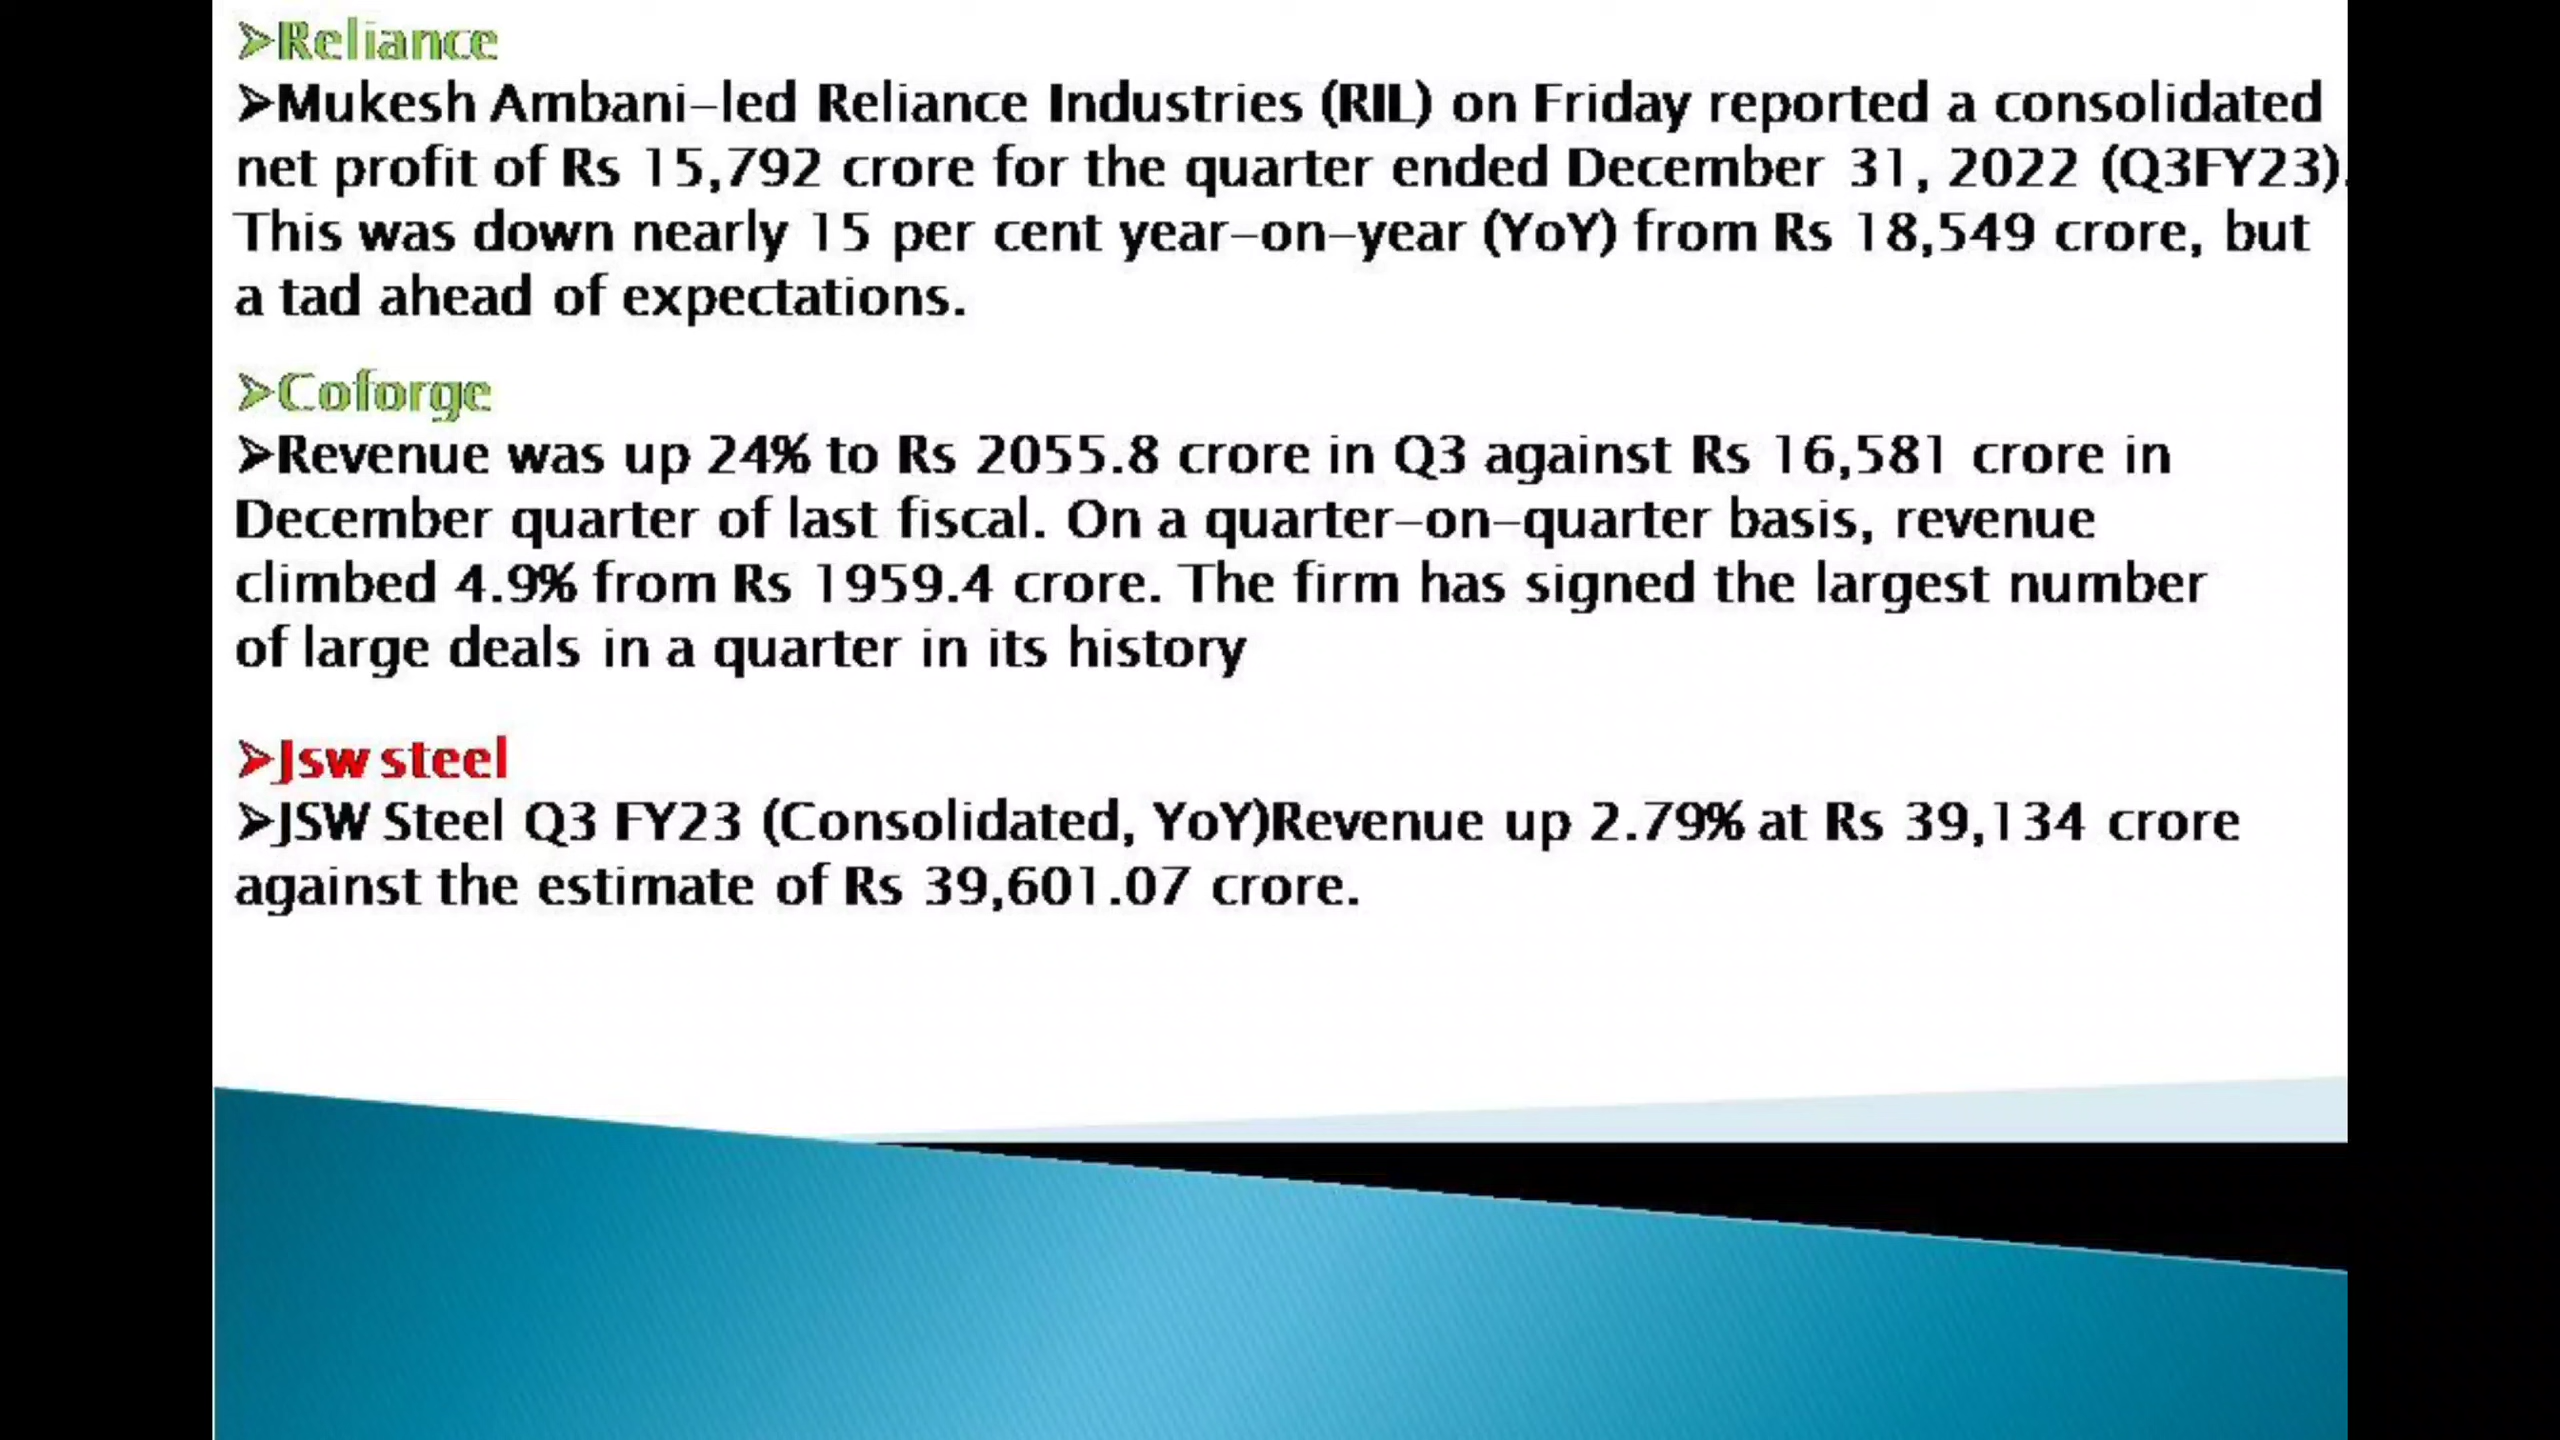 ➢Reliance
➢Mukesh Ambani-led Reliance Industries (RIL) on Friday reported a consolidated
net profit of Rs 15,792 crore for the quarter ended December 31, 2022 (Q3FY23).
This was down nearly 15 per cent year-on-year (YoY) from Rs 18,549 crore, but
a tad ahead of expectations.
➢Coforge
➢Revenue was up 24% to Rs 2055.8 crore in Q3 against Rs 16,581 crore in
December quarter of last fiscal. On a quarter-on-quarter basis, revenue
climbed 4.9% from Rs 1959.4 crore. The firm has signed the largest number
of large deals in a quarter in its history
➢Jsw steel
➢JSW Steel Q3 FY23 (Consolidated, YoY)Revenue up 2.79% at Rs 39,134 crore
against the estimate of Rs 39,601.07 crore.